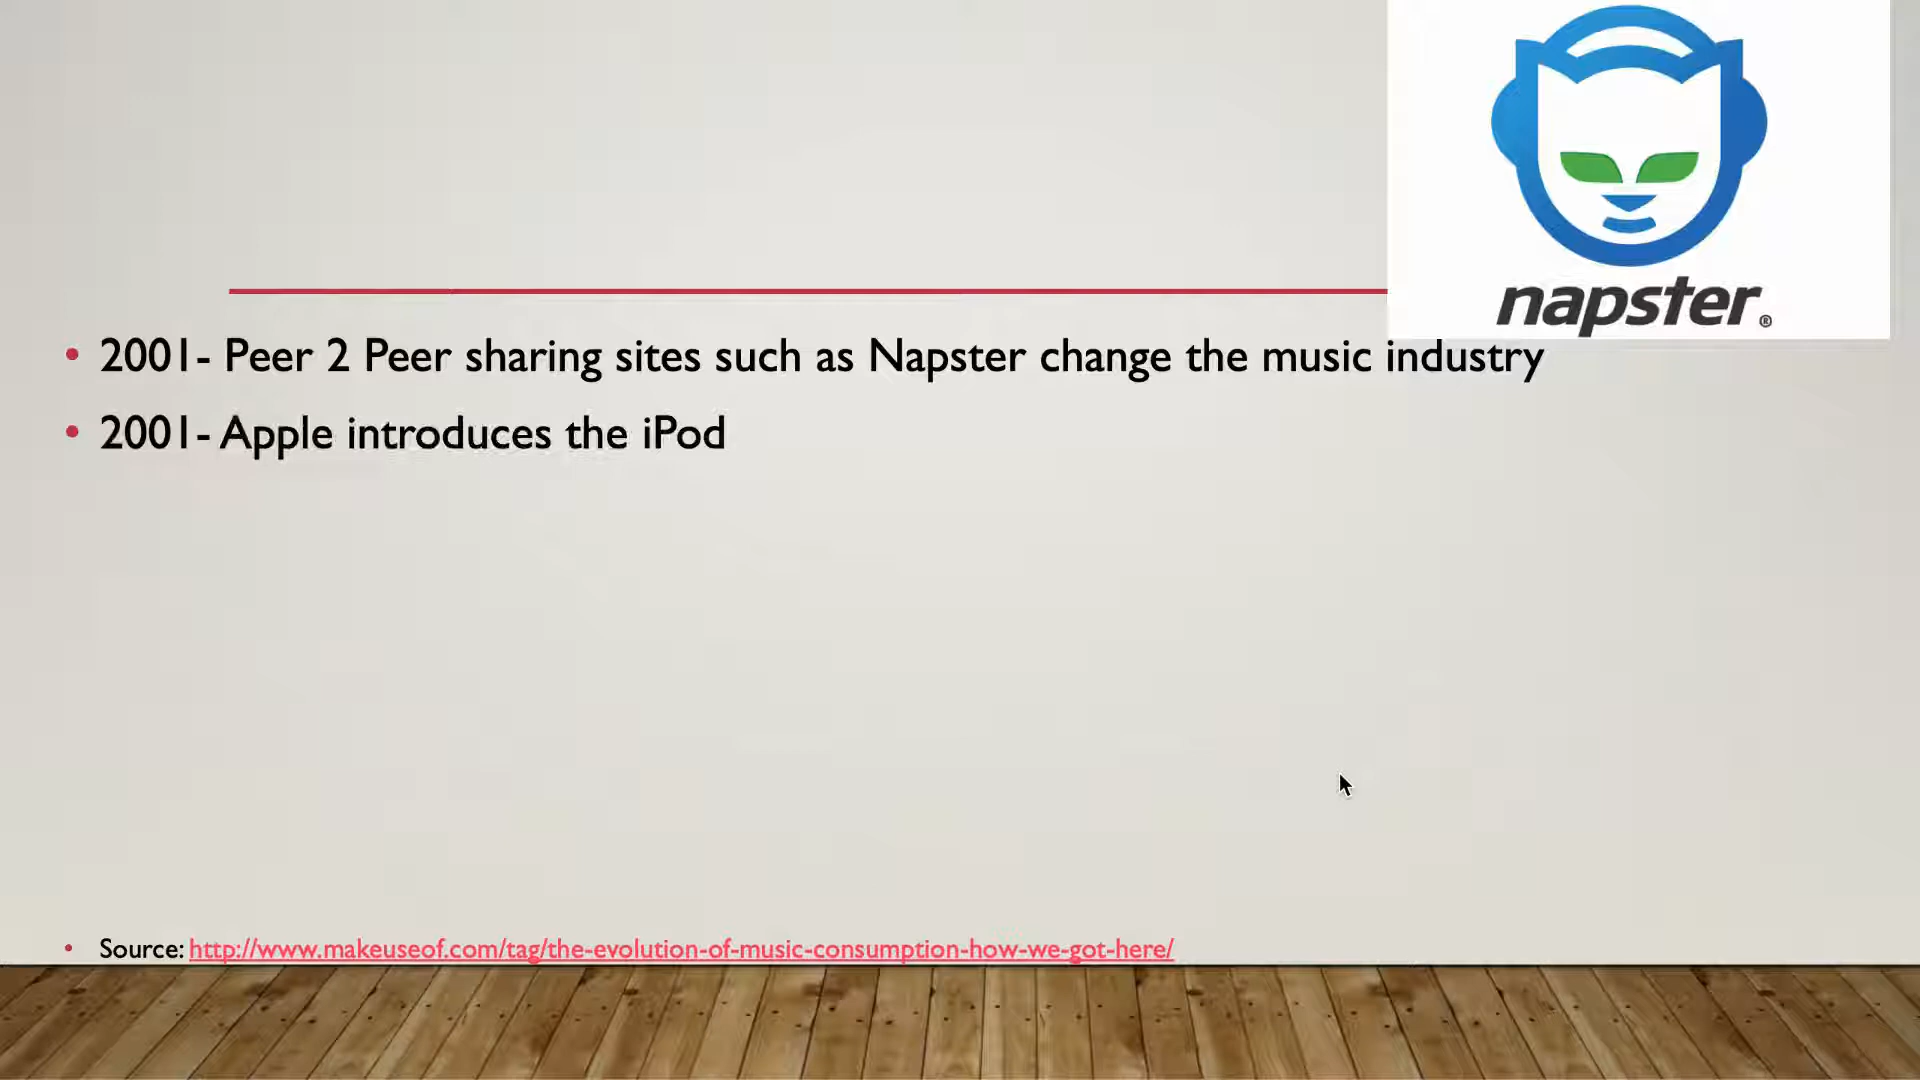 napster®
• 2001- Peer 2 Peer sharing sites such as Napster change the music industry
• 2001- Apple introduces the iPod
• Source: http://www.makeuseof.com/tag/the-evolution-of-music-consumption-how-we-got-here/